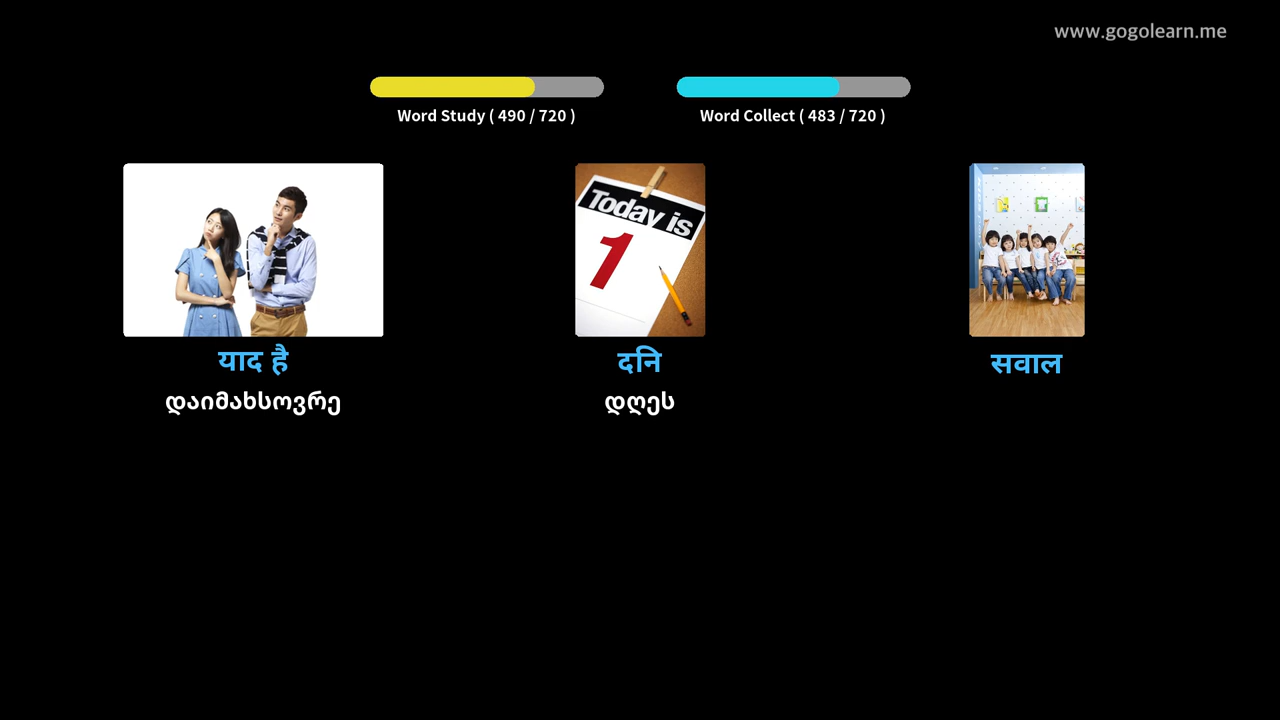 www.gogolearn.me
Word Study ( 490 / 720 )
Word Collect ( 483 / 720 )
Today is
1
याद है
दनि
सवाल
დაიმახსოვრე
დღეს